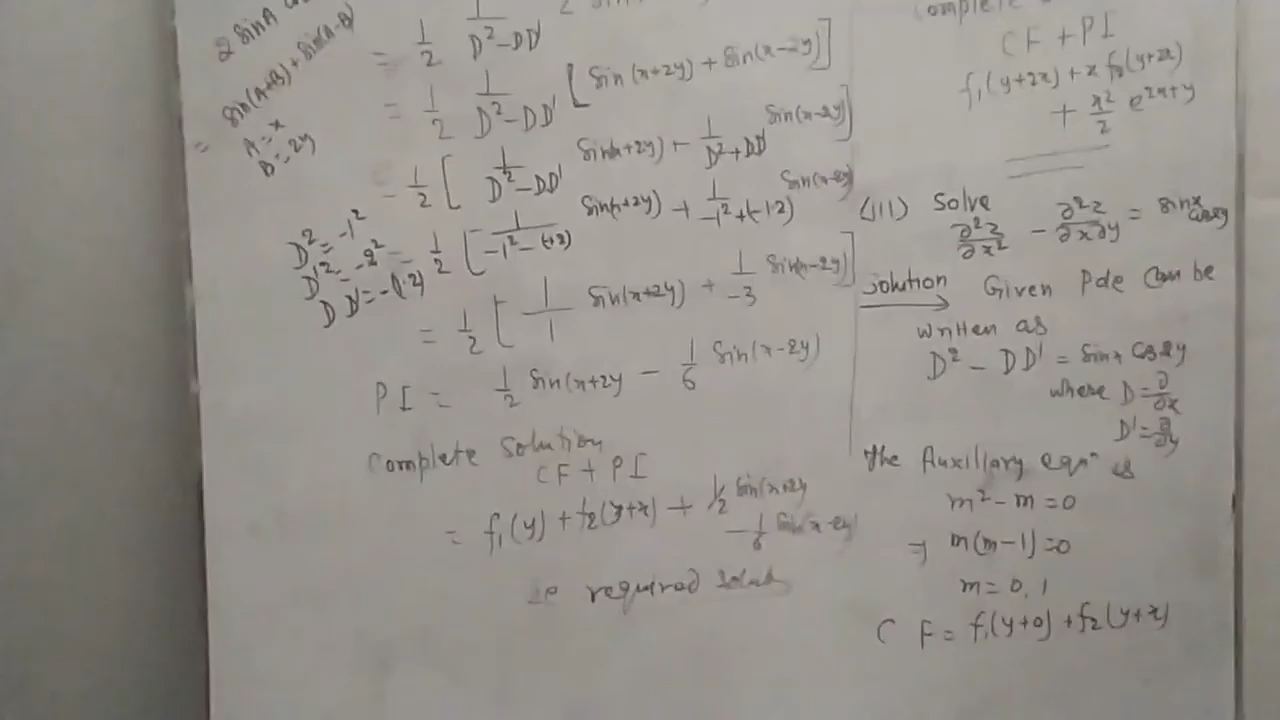 2 sinA
= sin(A+B) + sin(A-B)
A = x
B = 2y
= 1/2 1/D²-DD'
= 1/2 1/D²-DD' [sin(x+2y) + sin(x-2y)]
= 1/2 [1/D²-DD' sin(x+2y) + 1/D²+DD' sin(x-2y)]
D² = -1²
D'² = -2²
DD' = -(1·2)
= 1/2 [1/-1²-(+2) sin(x+2y) + 1/-1²+(-1·2) sin(x-2y)
= 1/2 [1/1 sin(x+2y) + 1/-3 sin(x-2y)]
PI = 1/2 sin(x+2y - 1/6 sin(x-2y)
Complete solution
CF + PI
= f₁(y) + f₂(y+x) + 1/2 sin(x+2y
- 1/6 sin(x-2y)
required
complete
CF + PI
f₁(y+2x) + x f₂(y+2x)
+ x²/2 e^2x+y
(III) Solve
∂²z/∂x² - ∂²z/∂x∂y = sinx cos2y
solution Given Pde can be
written as
D² - DD' = sinx cos2y
where D = ∂/∂x
D' = ∂/∂y
the Auxillary eqnⁿ is
m² - m = 0
⇒ m(m-1) = 0
m = 0, 1
C F = f₁(y+0) + f₂(y+x)